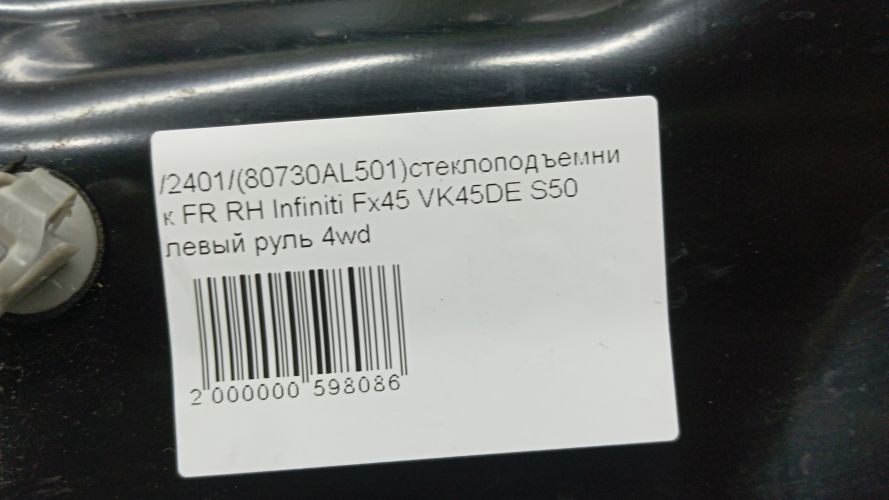 /2401/(80730AL501)стеклоподъемни
к FR RH Infiniti Fx45 VK45DE S50
левый руль 4wd
2 000000 598086